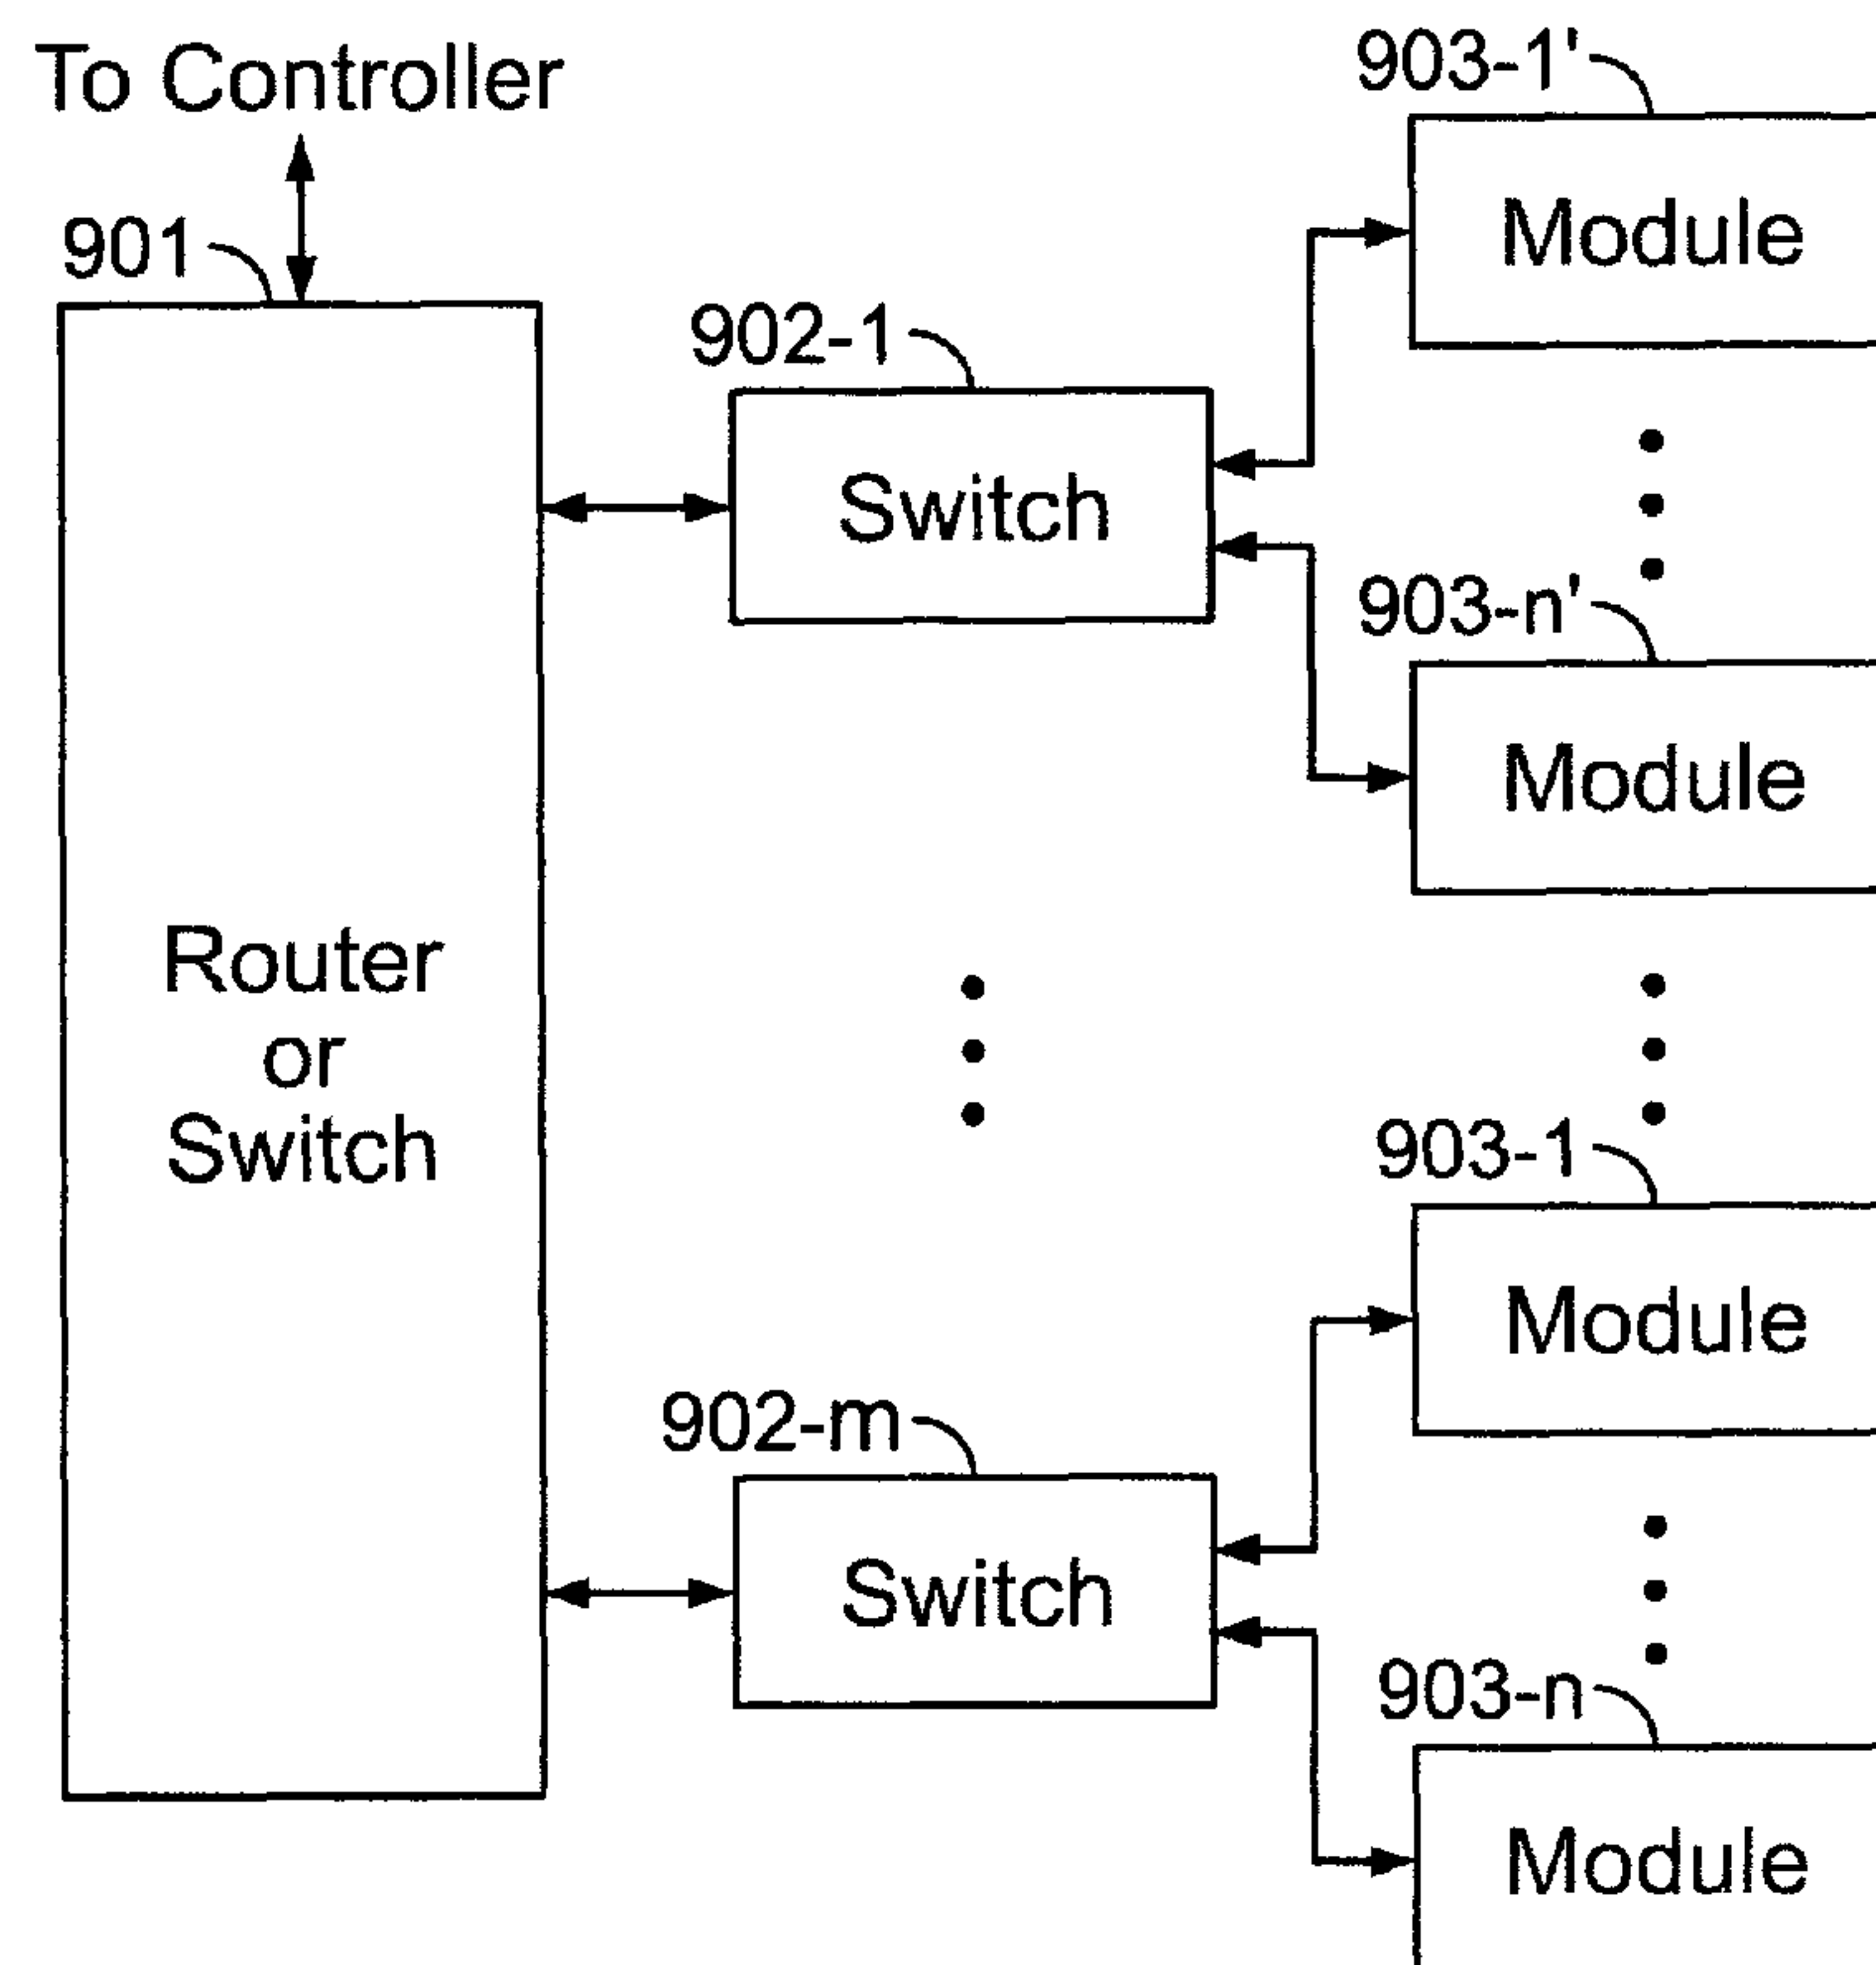 To Controller
901
Router
or
Switch
902-1
Switch
902-m
Switch
903-1'
Module
903-n'
Module
903-1
Module
903-n
Module